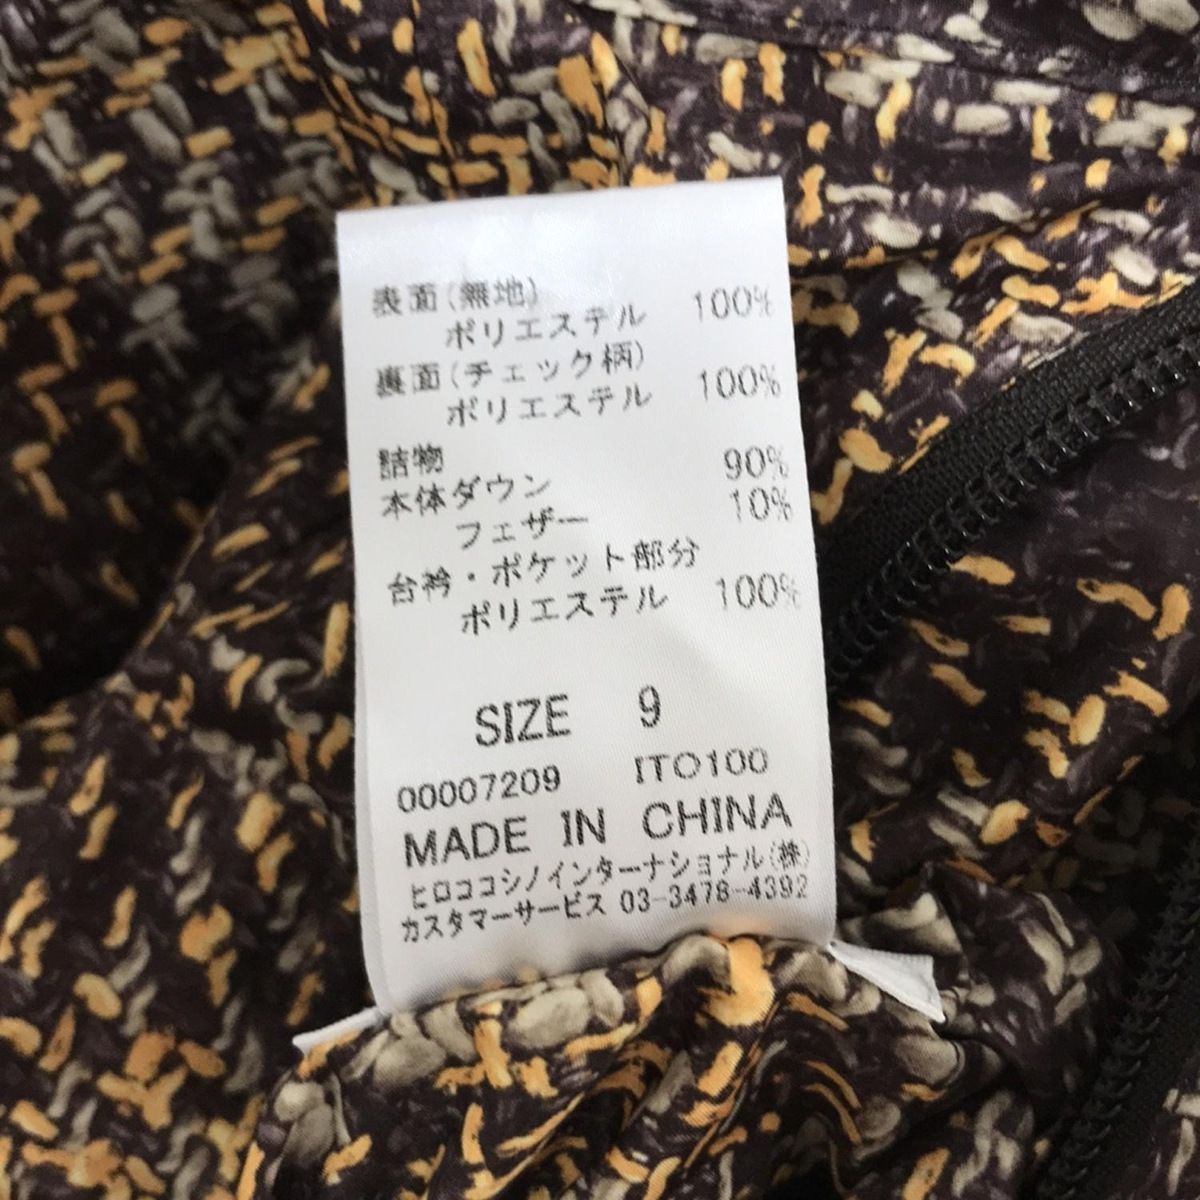 表面(無地)
ポリエステル 100%
裏面(チェック柄)
ポリエステル 100%
詰物
本体ダウン 90%
フェザー 10%
台衿・ポケット部分
ポリエステル 100%
SIZE 9
00007209 ITO100
MADE IN CHINA
ヒロココシノインターナショナル(株)
カスタマーサービス 03-3478-4392